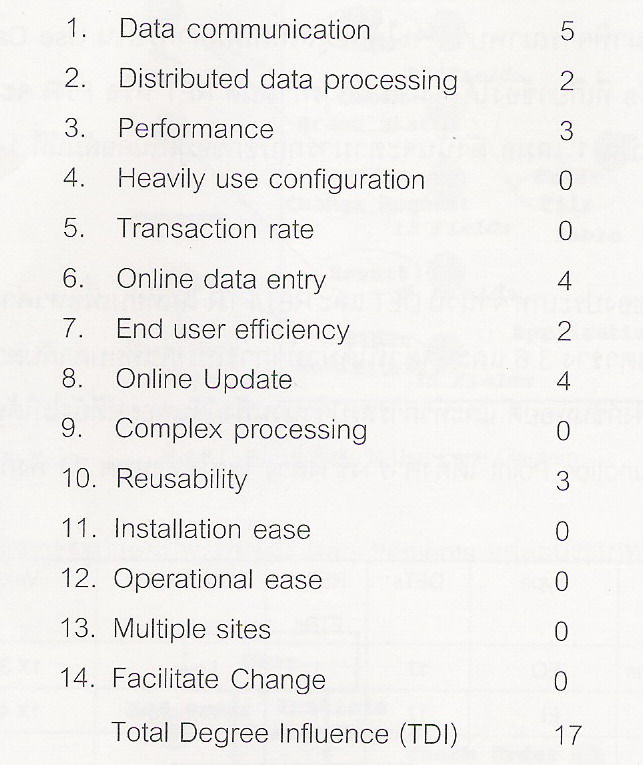 1. Data communication 5
2. Distributed data processing 2
3. Performance 3
4. Heavily use configuration 0
5. Transaction rate 0
6. Online data entry 4
7. End user efficiency 2
8. Online Update 4
9. Complex processing 0
10. Reusability 3
11. Installation ease 0
12. Operational ease 0
13. Multiple sites 0
14. Facilitate Change 0
Total Degree Influence (TDI) 17